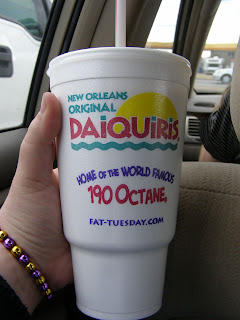 NEW ORLEANS
ORIGINAL
DAIQUIRIS
HOME OF THE WORLD FAMOUS
190 OCTANE
FAT-TUESDAY.COM